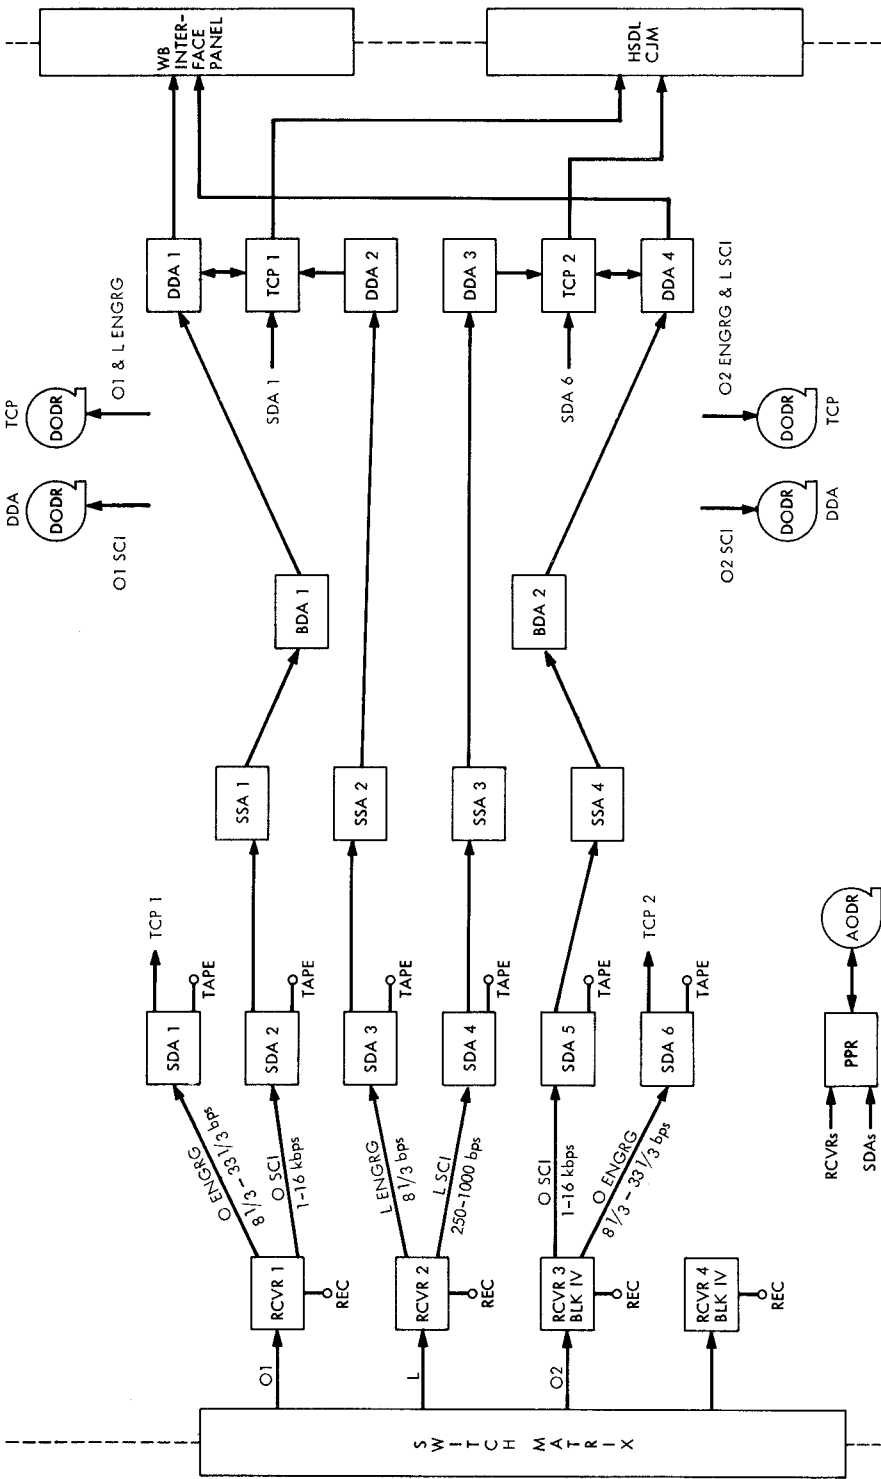 SWITCH MATRIX
O1
L
O2
RCVR 1
REC
RCVR 2
REC
RCVR 3
BLK IV
REC
RCVR 4
BLK IV
REC
O ENGRG
8 1/3 – 33 1/3 bps
O SCI
1–16 kbps
L ENGRG
8 1/3 bps
L SCI
250–1000 bps
O SCI
1–16 kbps
O ENGRG
8 1/3 – 33 1/3 bps
SDA 1
TCP 1
TAPE
SDA 2
TAPE
SDA 3
TAPE
SDA 4
TAPE
SDA 5
TAPE
SDA 6
TCP 2
TAPE
RCVRs
SDAs
PPR
AODR
SSA 1
SSA 2
SSA 3
SSA 4
BDA 1
BDA 2
DDA
DODR
O1 SCI
TCP
DODR
O1 & L ENGRG
O2 SCI
DODR
DDA
O2 ENGRG & L SCI
DODR
TCP
SDA 1
SDA 6
DDA 1
TCP 1
DDA 2
DDA 3
TCP 2
DDA 4
WB
INTER-
FACE
PANEL
HSDL
CJM